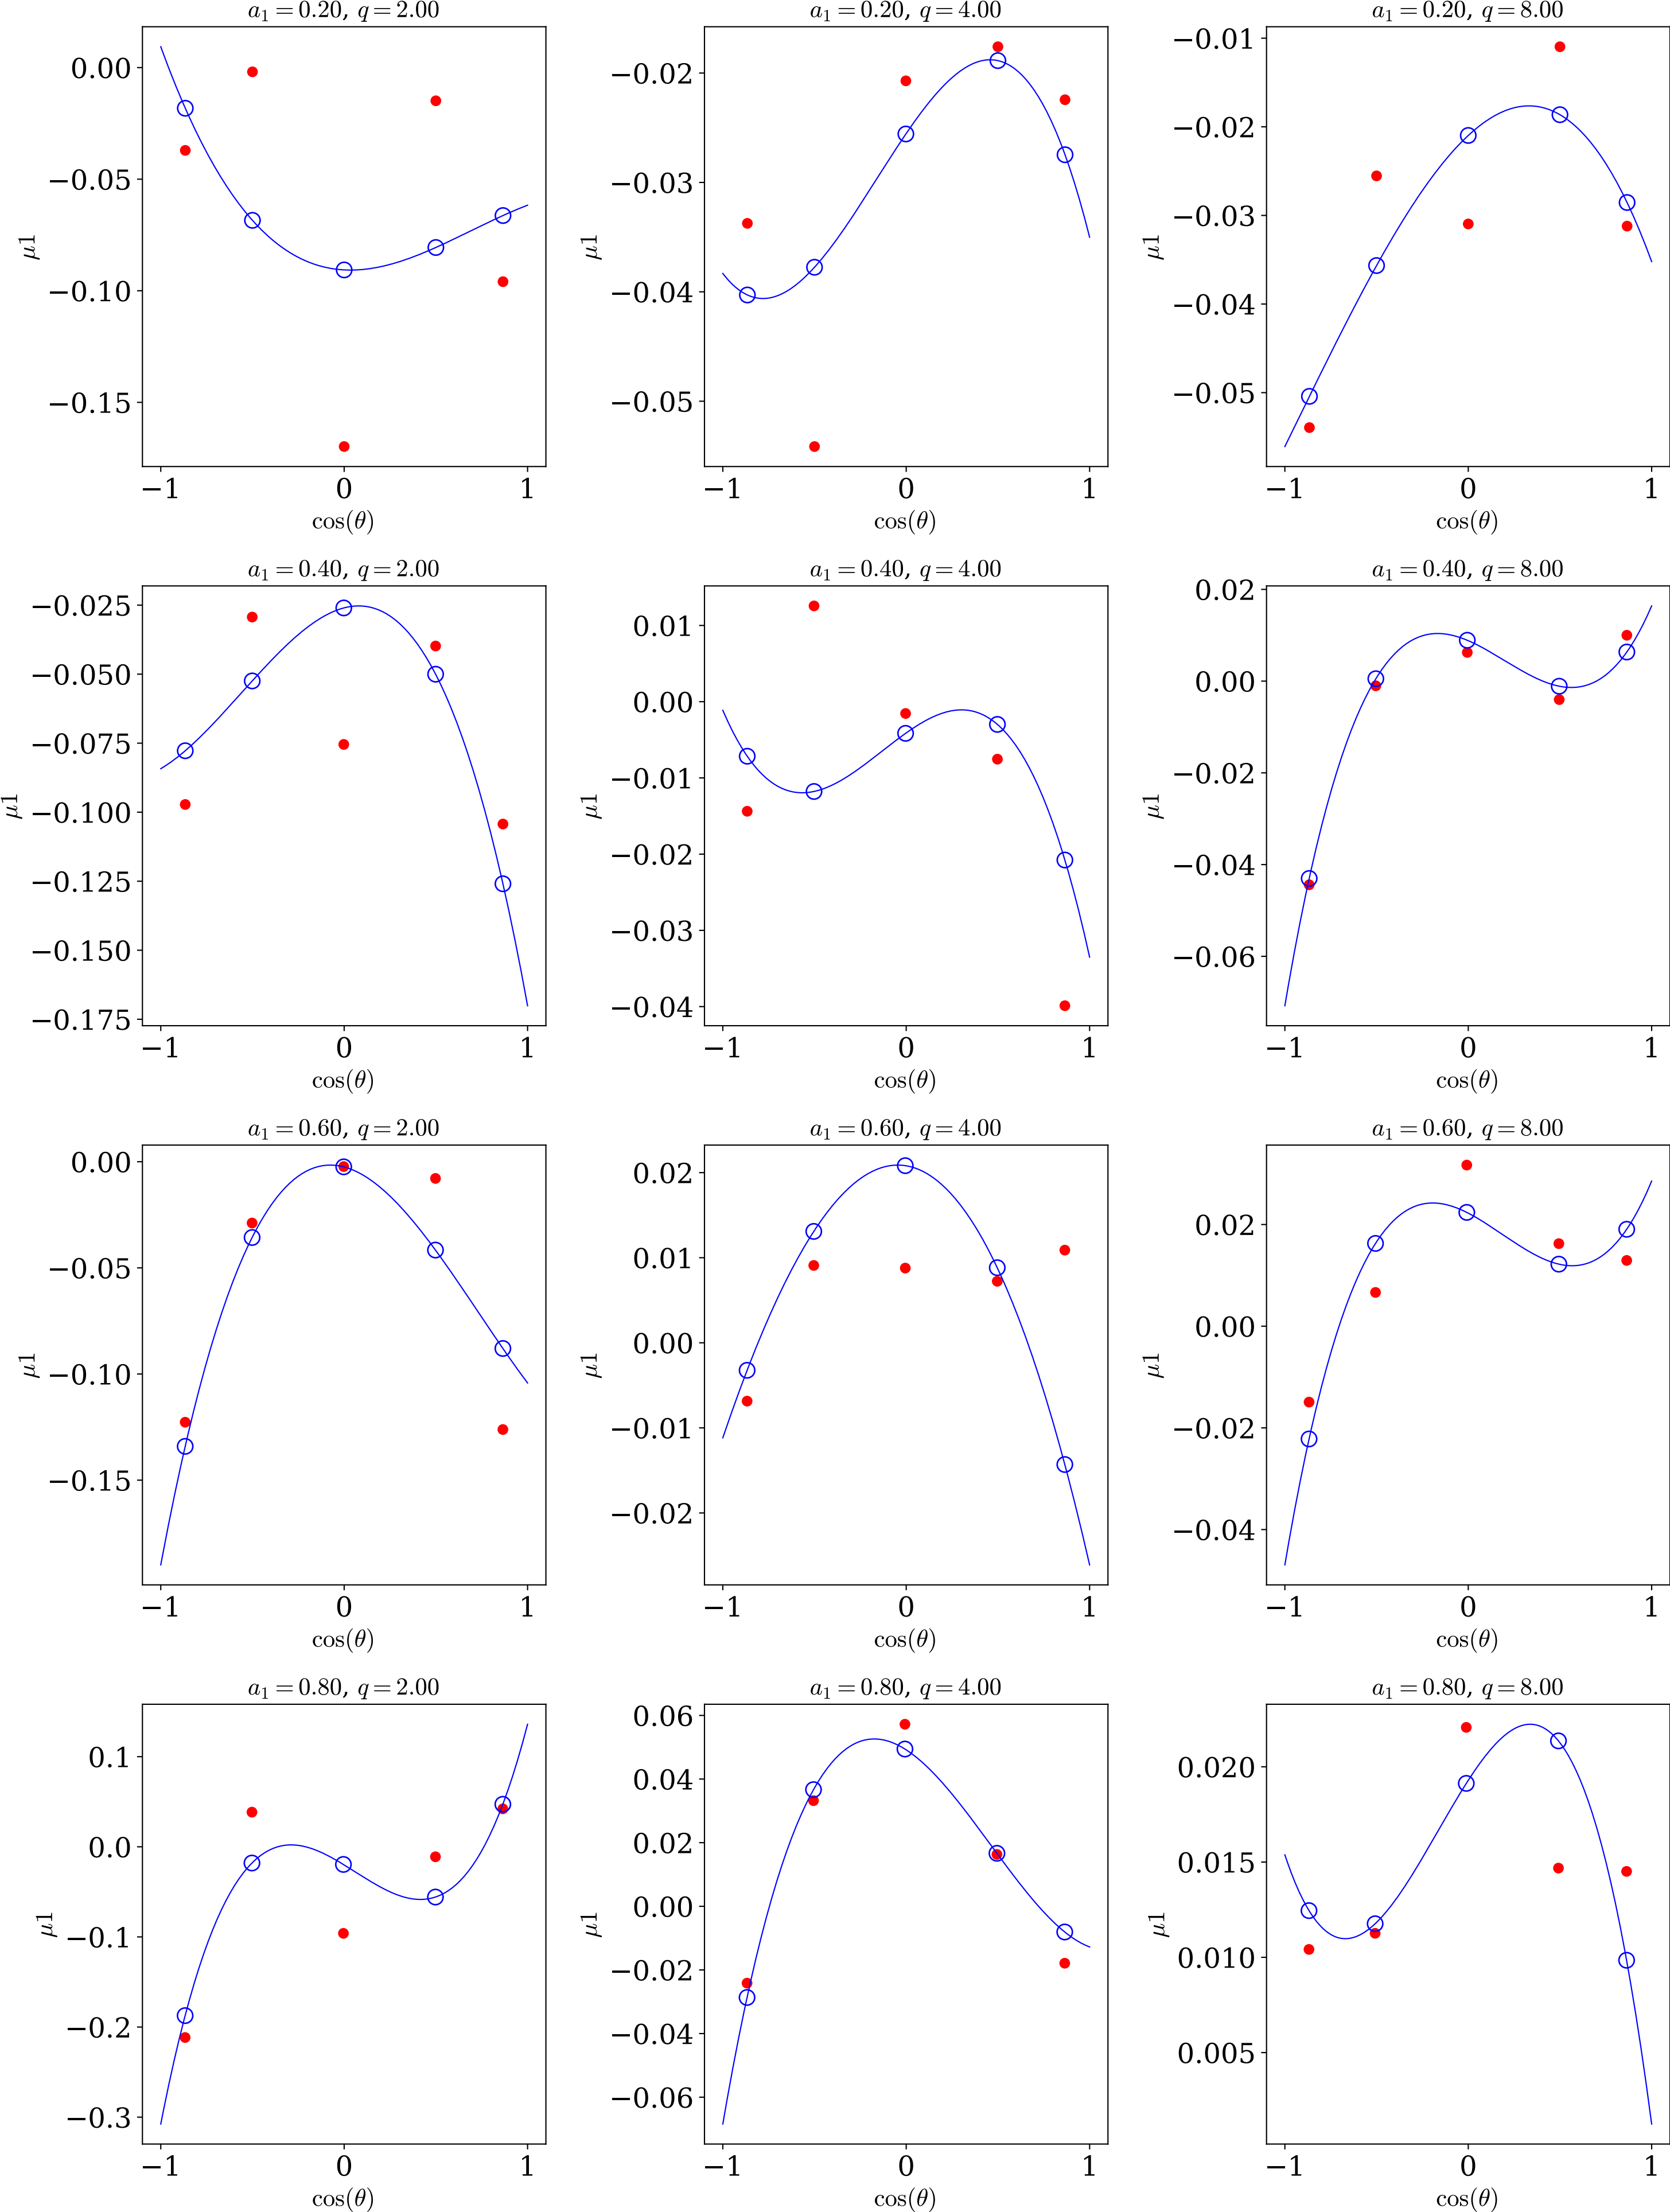 a₁ = 0.20, q = 2.00
0.00
−0.05
−0.10
−0.15
μ1
−1 0 1
cos(θ)
a₁ = 0.20, q = 4.00
−0.02
−0.03
−0.04
−0.05
μ1
−1 0 1
cos(θ)
a₁ = 0.20, q = 8.00
−0.01
−0.02
−0.03
−0.04
−0.05
μ1
−1 0 1
cos(θ)
a₁ = 0.40, q = 2.00
−0.025
−0.050
−0.075
−0.100
−0.125
−0.150
−0.175
μ1
−1 0 1
cos(θ)
a₁ = 0.40, q = 4.00
0.01
0.00
−0.01
−0.02
−0.03
−0.04
μ1
−1 0 1
cos(θ)
a₁ = 0.40, q = 8.00
0.02
0.00
−0.02
−0.04
−0.06
μ1
−1 0 1
cos(θ)
a₁ = 0.60, q = 2.00
0.00
−0.05
−0.10
−0.15
μ1
−1 0 1
cos(θ)
a₁ = 0.60, q = 4.00
0.02
0.01
0.00
−0.01
−0.02
μ1
−1 0 1
cos(θ)
a₁ = 0.60, q = 8.00
0.02
0.00
−0.02
−0.04
μ1
−1 0 1
cos(θ)
a₁ = 0.80, q = 2.00
0.1
0.0
−0.1
−0.2
−0.3
μ1
−1 0 1
cos(θ)
a₁ = 0.80, q = 4.00
0.06
0.04
0.02
0.00
−0.02
−0.04
−0.06
μ1
−1 0 1
cos(θ)
a₁ = 0.80, q = 8.00
0.020
0.015
0.010
0.005
μ1
−1 0 1
cos(θ)